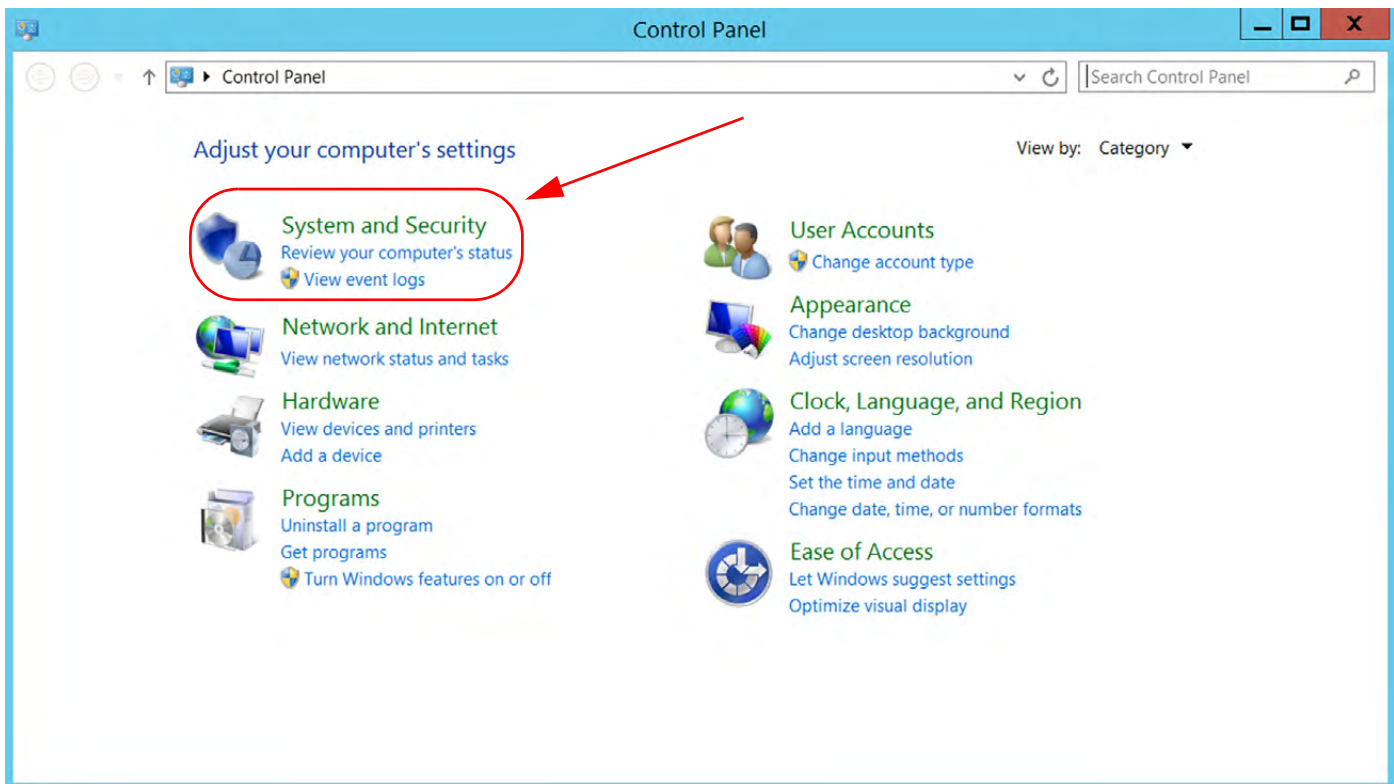 Control Panel
Control Panel
Search Control Panel
Adjust your computer's settings
View by: Category
System and Security
Review your computer's status
View event logs
Network and Internet
View network status and tasks
Hardware
View devices and printers
Add a device
Programs
Uninstall a program
Get programs
Turn Windows features on or off
User Accounts
Change account type
Appearance
Change desktop background
Adjust screen resolution
Clock, Language, and Region
Add a language
Change input methods
Set the time and date
Change date, time, or number formats
Ease of Access
Let Windows suggest settings
Optimize visual display